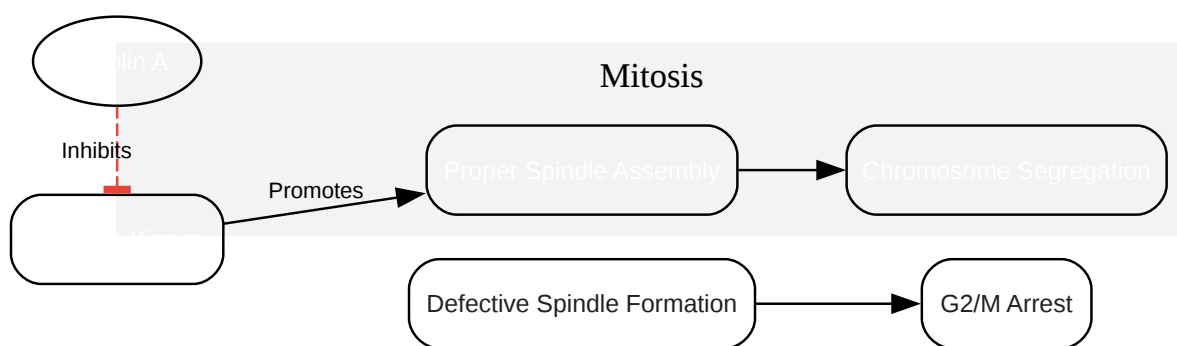 Mitosis
Inhibits
Promotes
Proper Spindle Assembly
Chromosome Segregation
Defective Spindle Formation
G2/M Arrest